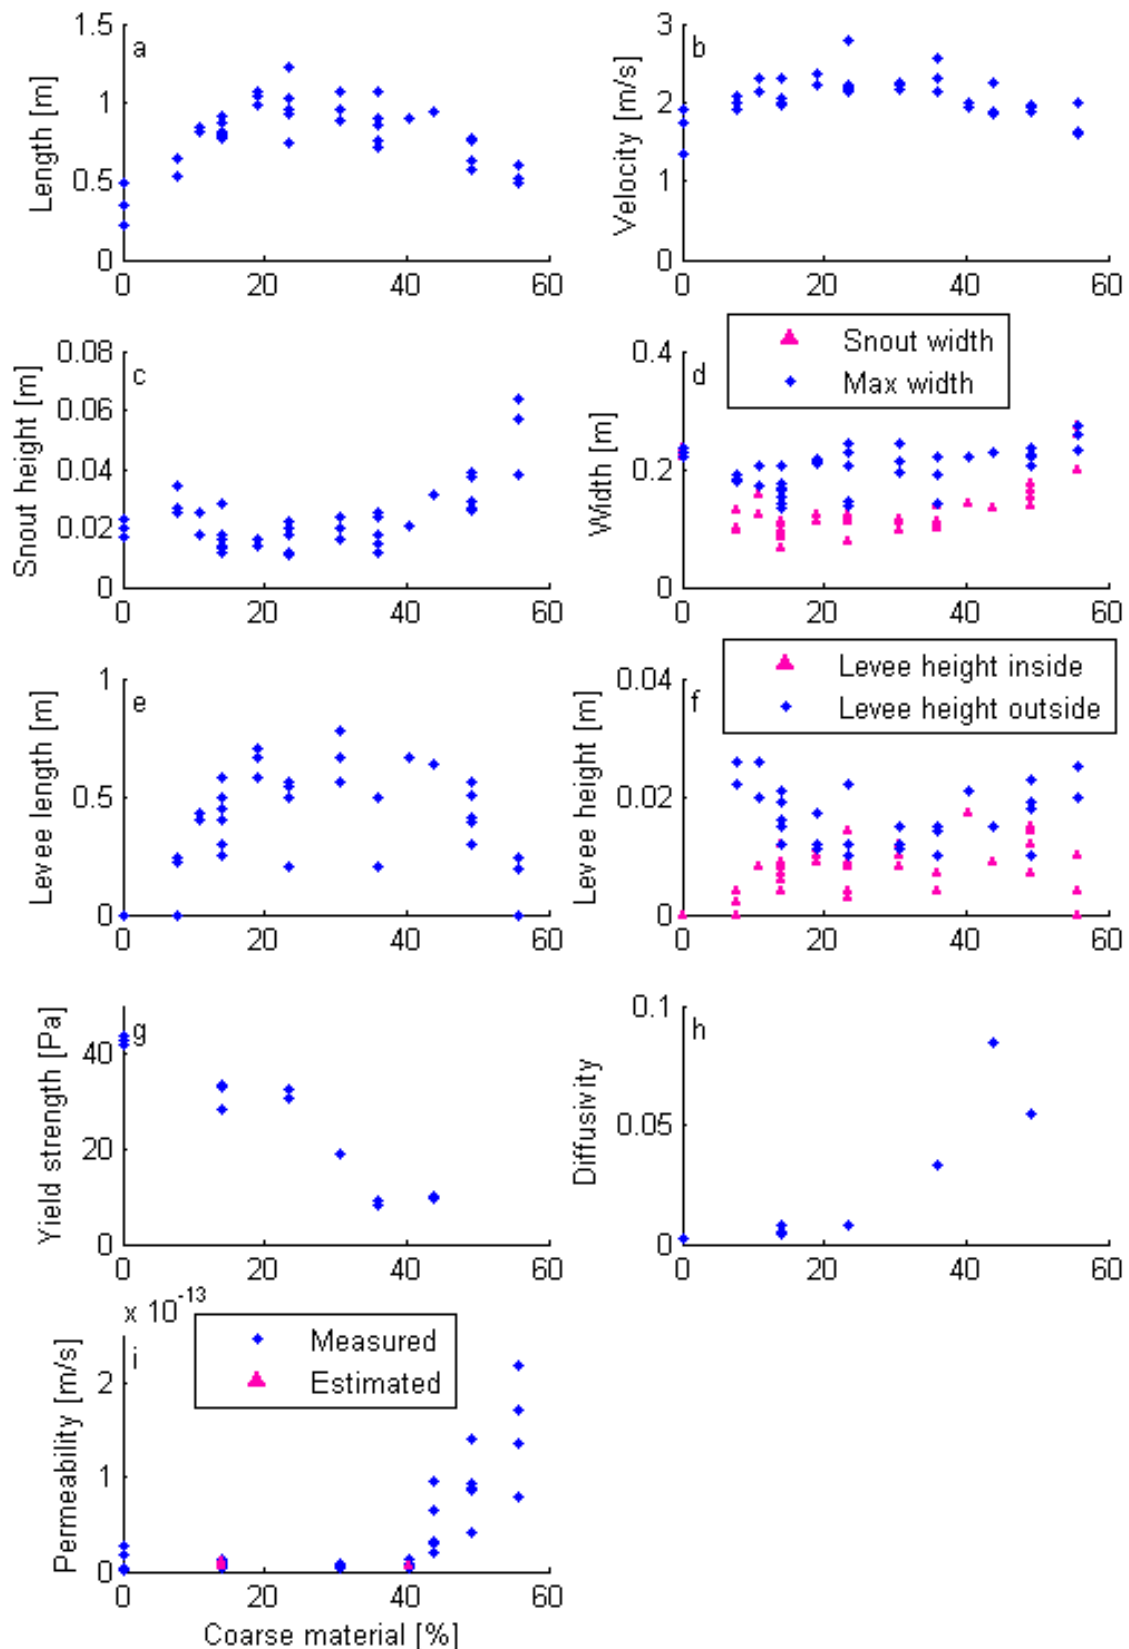 1.5
a
1
0.5
0
Length [m]
0 20 40 60
3
b
2
1
0
Velocity [m/s]
0 20 40 60
0.08
c
0.06
0.04
0.02
0
Snout height [m]
0 20 40 60
Snout width
Max width
0.4
d
0.2
0
Width [m]
0 20 40 60
1
e
0.5
0
Levee length [m]
0 20 40 60
Levee height inside
Levee height outside
0.04
f
0.02
0
Levee height [m]
0 20 40 60
g
40
20
0
Yield strength [Pa]
0 20 40 60
0.1
h
0.05
0
Diffusivity
0 20 40 60
x 10-13
Measured
Estimated
i
2
1
0
Permeability [m/s]
0 20 40 60
Coarse material [%]